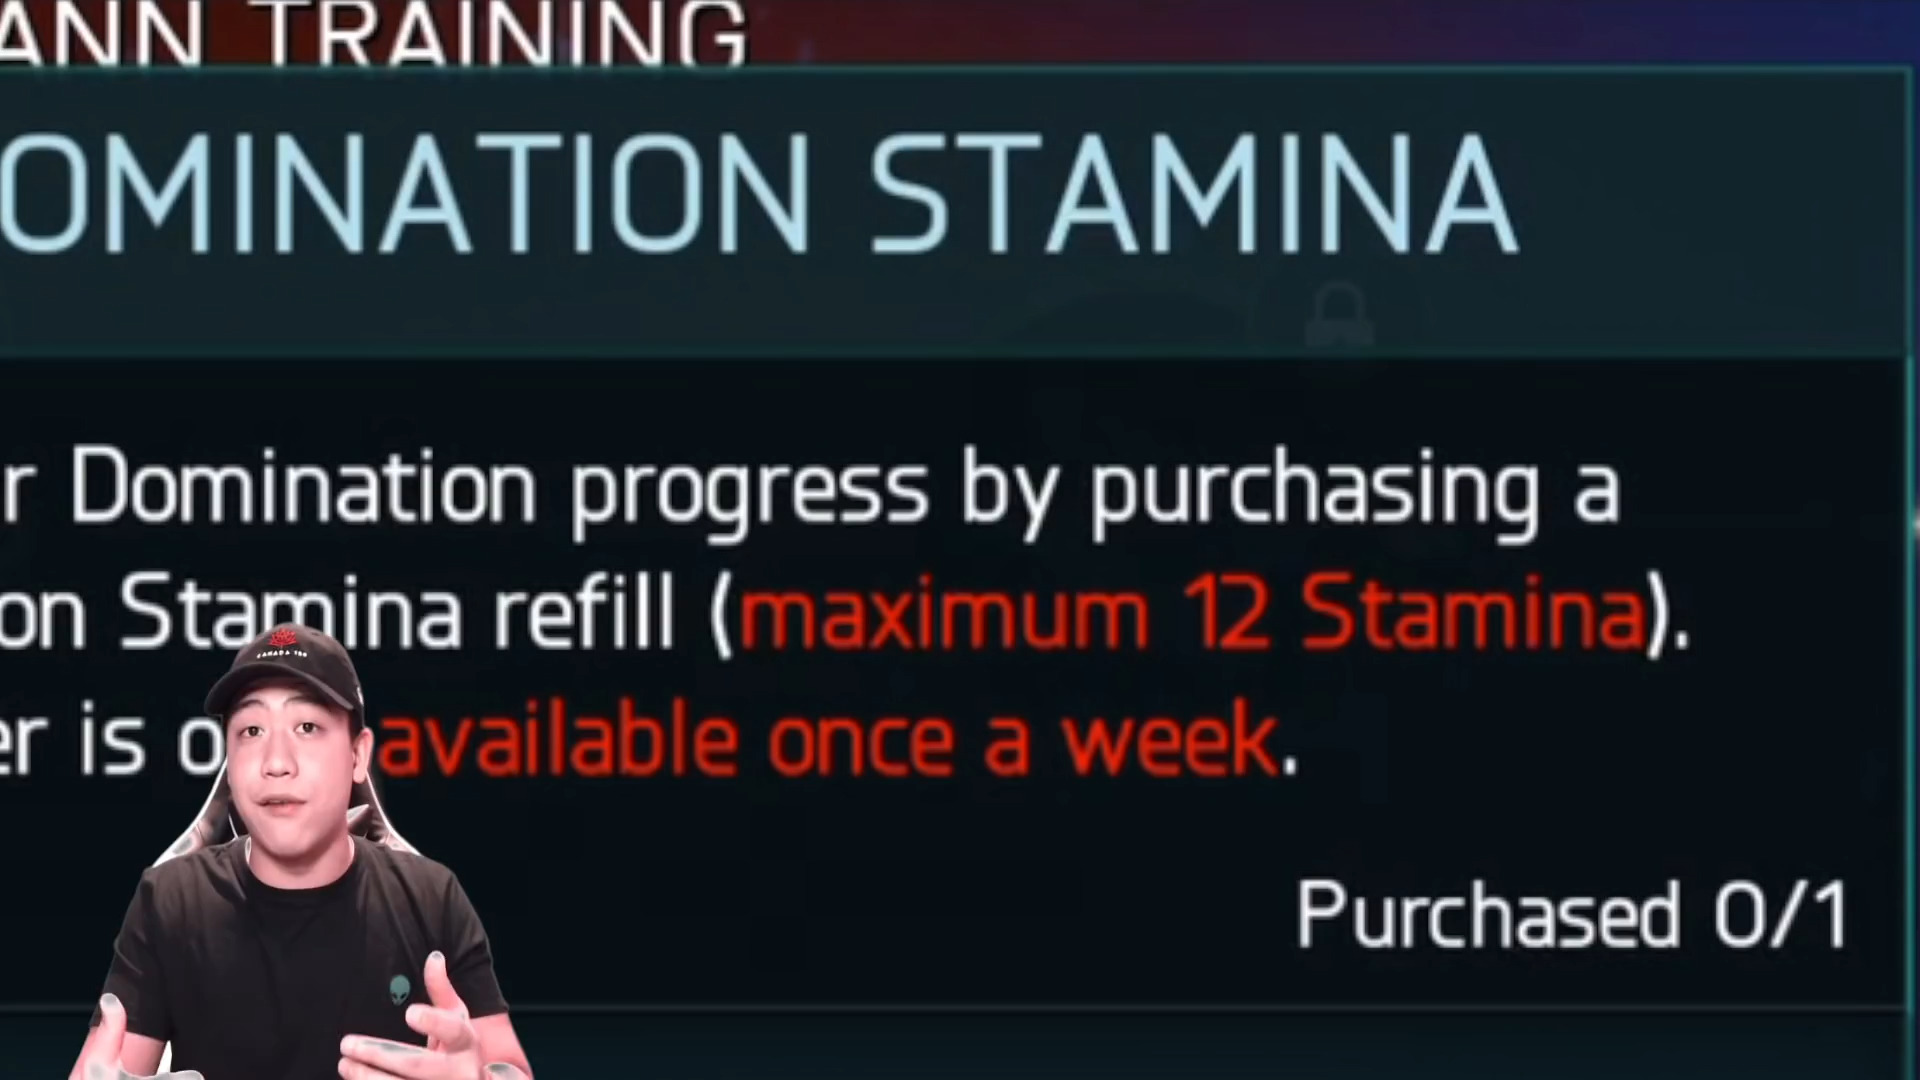 ANN TRAINING
OMINATION STAMINA
r Domination progress by purchasing a
on Stamina refill (maximum 12 Stamina).
er is o available once a week.
Purchased 0/1